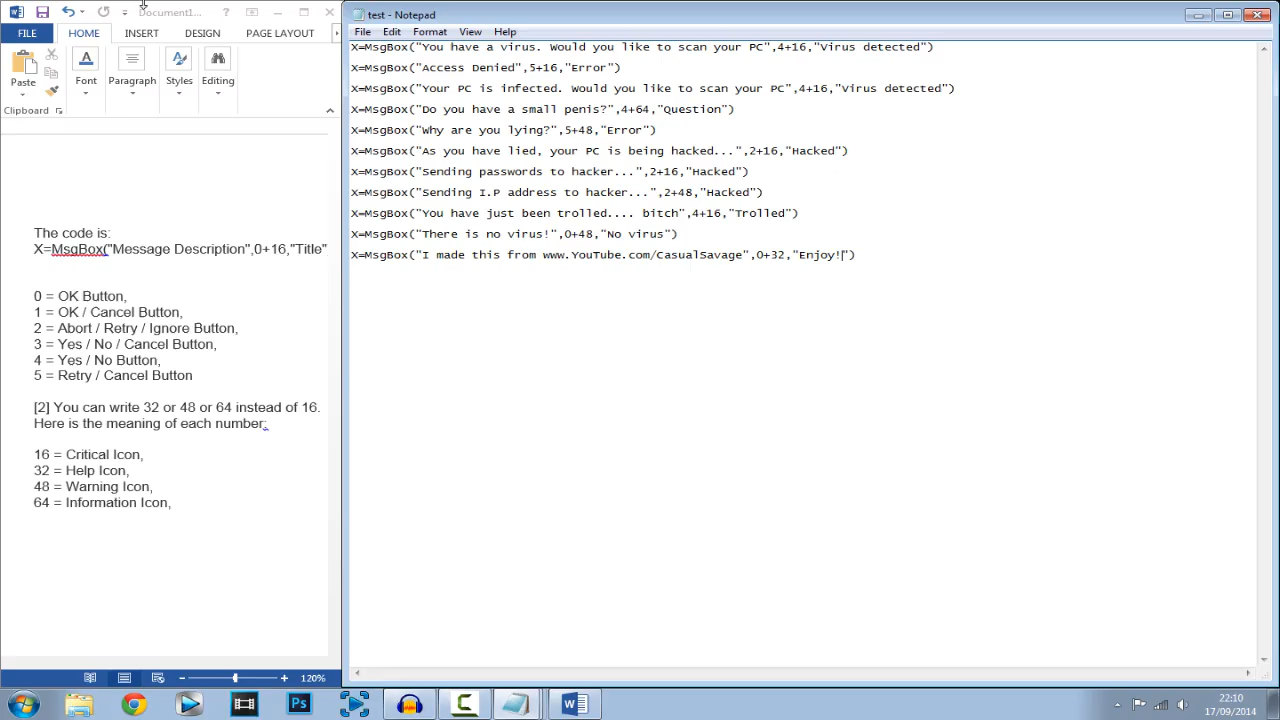 Document1...
FILE
HOME
INSERT
DESIGN
PAGE LAYOUT
Paste
Font
Paragraph
Styles
Editing
Clipboard
The code is:
X=MsgBox("Message Description",0+16,"Title"
0 = OK Button,
1 = OK / Cancel Button,
2 = Abort / Retry / Ignore Button,
3 = Yes / No / Cancel Button,
4 = Yes / No Button,
5 = Retry / Cancel Button
[2] You can write 32 or 48 or 64 instead of 16.
Here is the meaning of each number:
16 = Critical Icon,
32 = Help Icon,
48 = Warning Icon,
64 = Information Icon,
120%
test - Notepad
File Edit Format View Help
X=MsgBox("You have a virus. Would you like to scan your PC",4+16,"Virus detected")
X=MsgBox("Access Denied",5+16,"Error")
X=MsgBox("Your PC is infected. Would you like to scan your PC",4+16,"Virus detected")
X=MsgBox("Do you have a small penis?",4+64,"Question")
X=MsgBox("Why are you lying?",5+48,"Error")
X=MsgBox("As you have lied, your PC is being hacked...",2+16,"Hacked")
X=MsgBox("Sending passwords to hacker...",2+16,"Hacked")
X=MsgBox("Sending I.P address to hacker...",2+48,"Hacked")
X=MsgBox("You have just been trolled.... bitch",4+16,"Trolled")
X=MsgBox("There is no virus!",0+48,"No virus")
X=MsgBox("I made this from www.YouTube.com/CasualSavage",0+32,"Enjoy!")
Ps
22:10
17/09/2014